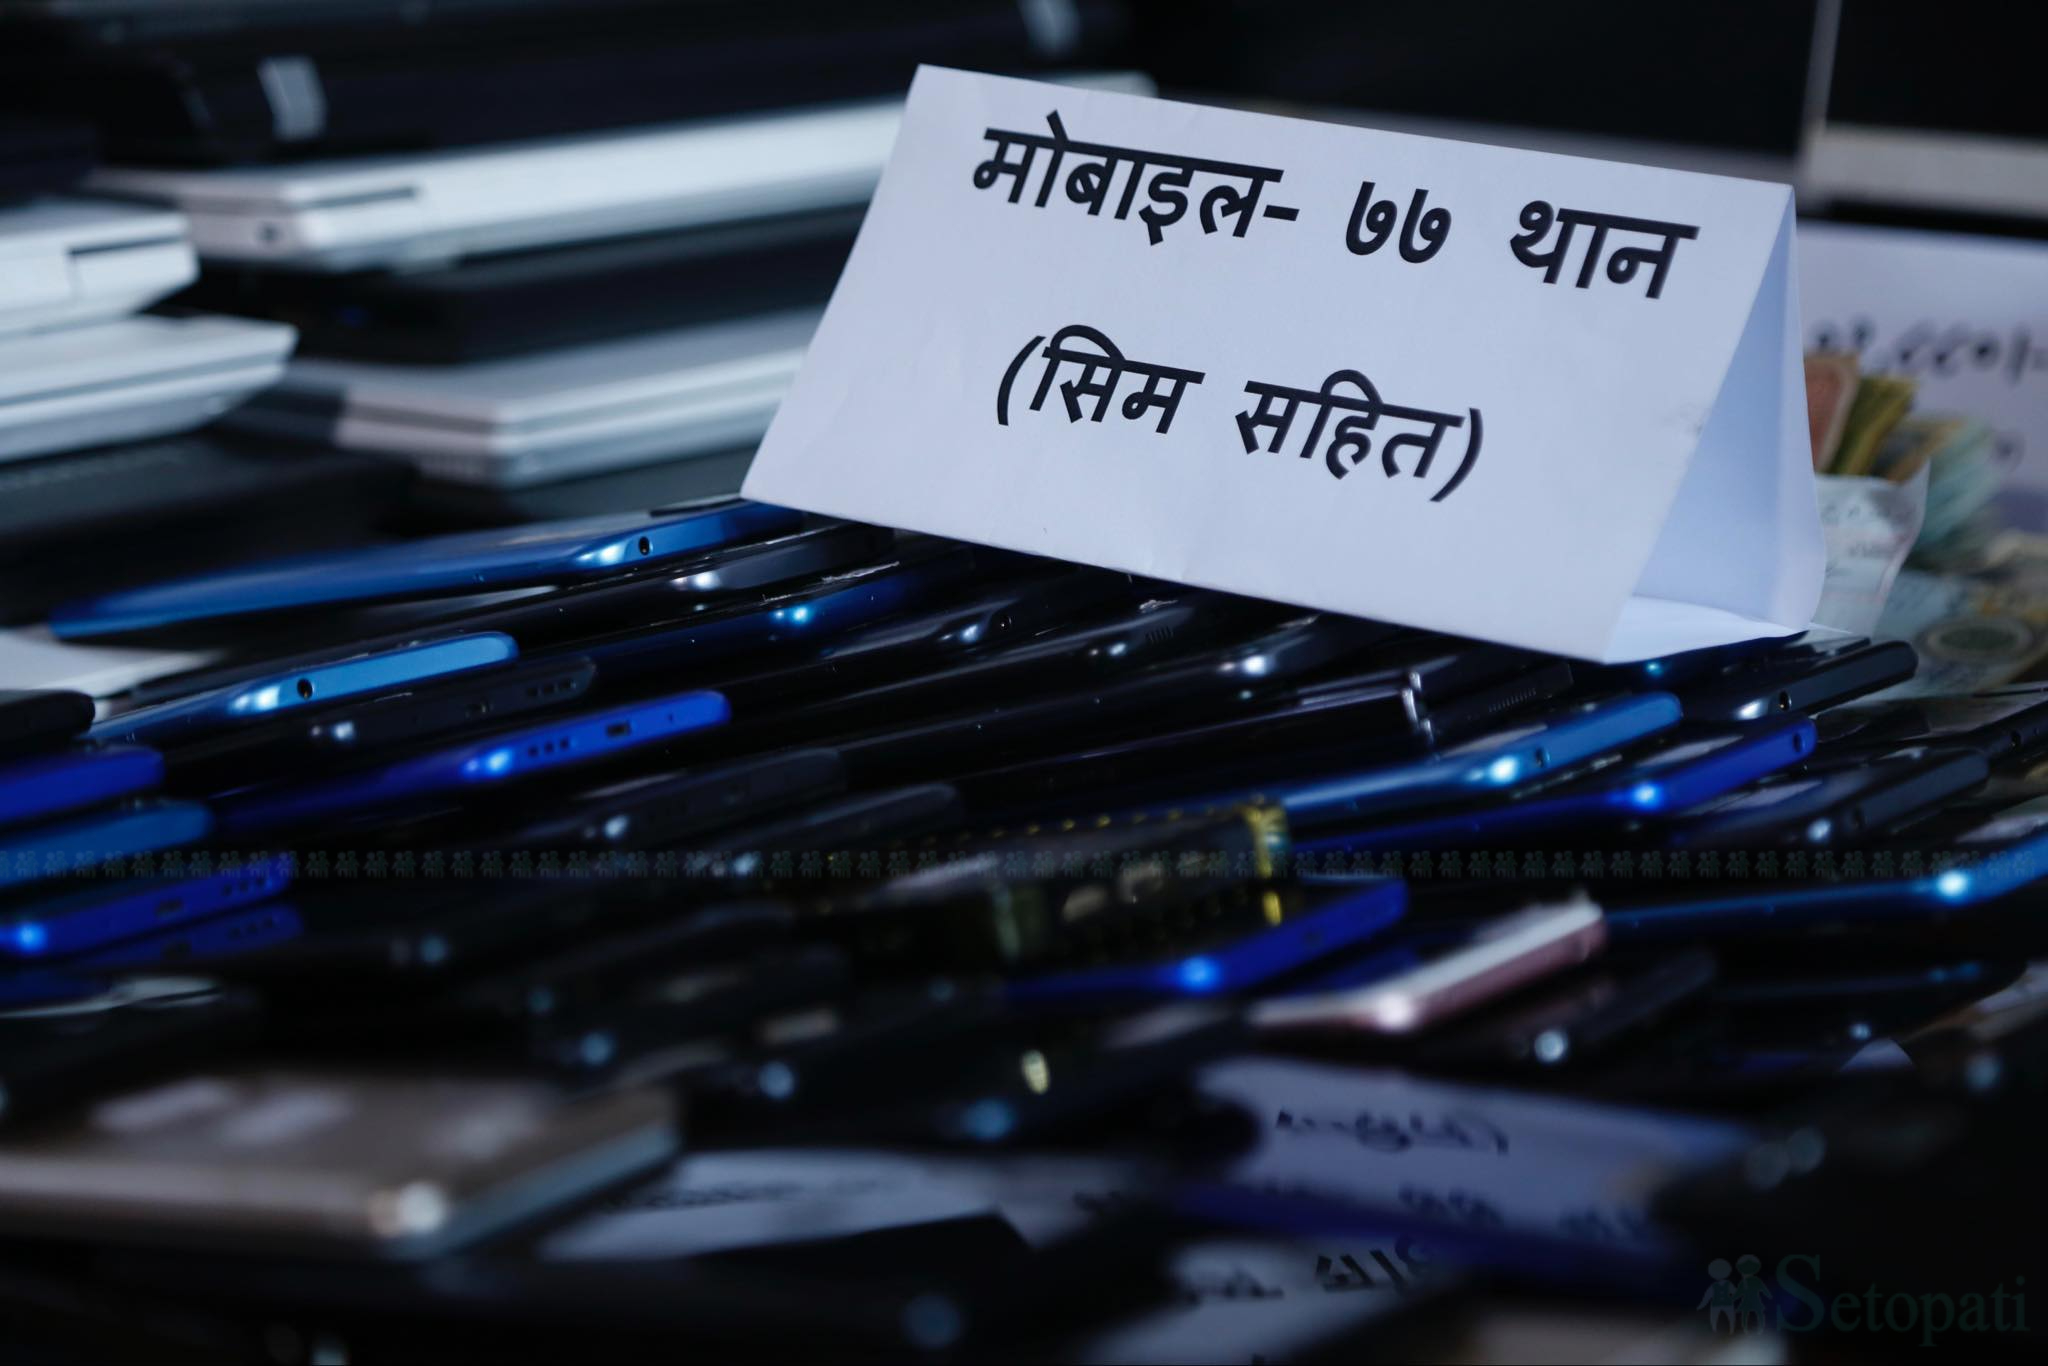 मोबाइल- ७७ थान
(सिम सहित)
Setopati